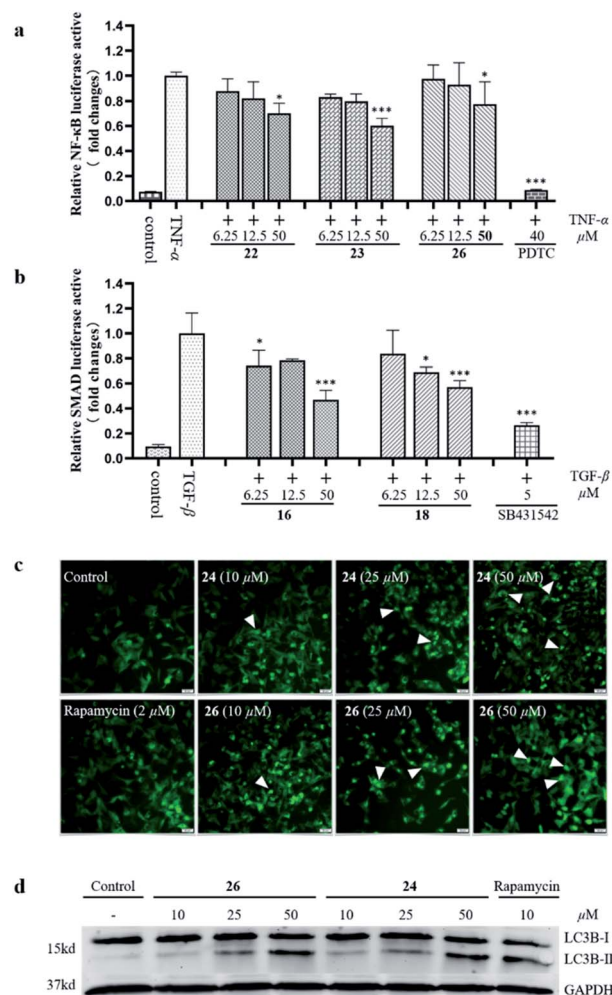 a
Relative NF-κB luciferase active
( fold changes)
1.4
1.2
1.0
0.8
0.6
0.4
0.2
0
* *** * ***
control TNF-α + + + + + + + + + + TNF-α
6.25 12.5 50 6.25 12.5 50 6.25 12.5 50 40 μM
22 23 26 PDTC
b
Relative SMAD luciferase active
( fold changes)
1.4
1.2
1.0
0.8
0.6
0.4
0.2
0.0
* *** * *** ***
control TGF-β + + + + + + + TGF-β
6.25 12.5 50 6.25 12.5 50 5 μM
16 18 SB431542
c
Control 24 (10 μM) 24 (25 μM) 24 (50 μM)
Rapamycin (2 μM) 26 (10 μM) 26 (25 μM) 26 (50 μM)
d
Control 26 24 Rapamycin
- 10 25 50 10 25 50 10 μM
LC3B-I
15kd
LC3B-II
37kd GAPDH